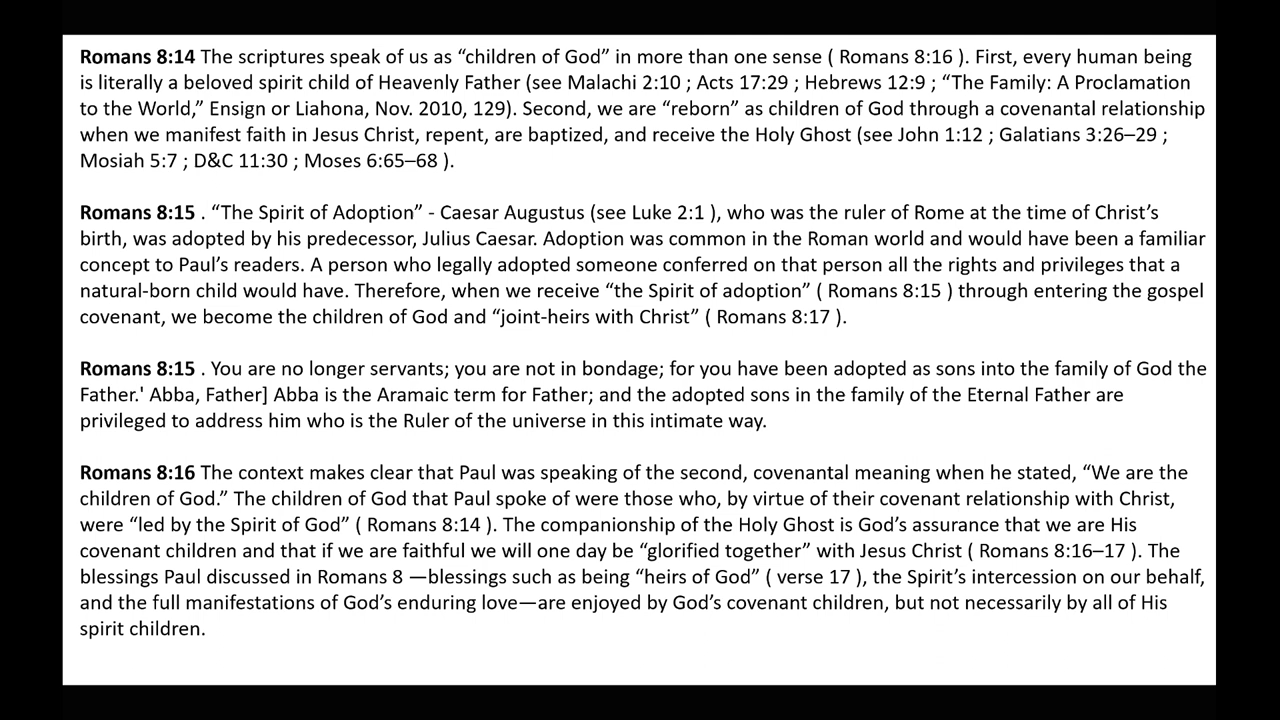 Romans 8:14 The scriptures speak of us as “children of God” in more than one sense ( Romans 8:16 ). First, every human being
is literally a beloved spirit child of Heavenly Father (see Malachi 2:10 ; Acts 17:29 ; Hebrews 12:9 ; “The Family: A Proclamation
to the World,” Ensign or Liahona, Nov. 2010, 129). Second, we are “reborn” as children of God through a covenantal relationship
when we manifest faith in Jesus Christ, repent, are baptized, and receive the Holy Ghost (see John 1:12 ; Galatians 3:26–29 ;
Mosiah 5:7 ; D&C 11:30 ; Moses 6:65–68 ).
Romans 8:15 . “The Spirit of Adoption” - Caesar Augustus (see Luke 2:1 ), who was the ruler of Rome at the time of Christ’s
birth, was adopted by his predecessor, Julius Caesar. Adoption was common in the Roman world and would have been a familiar
concept to Paul’s readers. A person who legally adopted someone conferred on that person all the rights and privileges that a
natural-born child would have. Therefore, when we receive “the Spirit of adoption” ( Romans 8:15 ) through entering the gospel
covenant, we become the children of God and “joint-heirs with Christ” ( Romans 8:17 ).
Romans 8:15 . You are no longer servants; you are not in bondage; for you have been adopted as sons into the family of God the
Father.' Abba, Father] Abba is the Aramaic term for Father; and the adopted sons in the family of the Eternal Father are
privileged to address him who is the Ruler of the universe in this intimate way.
Romans 8:16 The context makes clear that Paul was speaking of the second, covenantal meaning when he stated, “We are the
children of God.” The children of God that Paul spoke of were those who, by virtue of their covenant relationship with Christ,
were “led by the Spirit of God” ( Romans 8:14 ). The companionship of the Holy Ghost is God’s assurance that we are His
covenant children and that if we are faithful we will one day be “glorified together” with Jesus Christ ( Romans 8:16–17 ). The
blessings Paul discussed in Romans 8 —blessings such as being “heirs of God” ( verse 17 ), the Spirit’s intercession on our behalf,
and the full manifestations of God’s enduring love—are enjoyed by God’s covenant children, but not necessarily by all of His
spirit children.